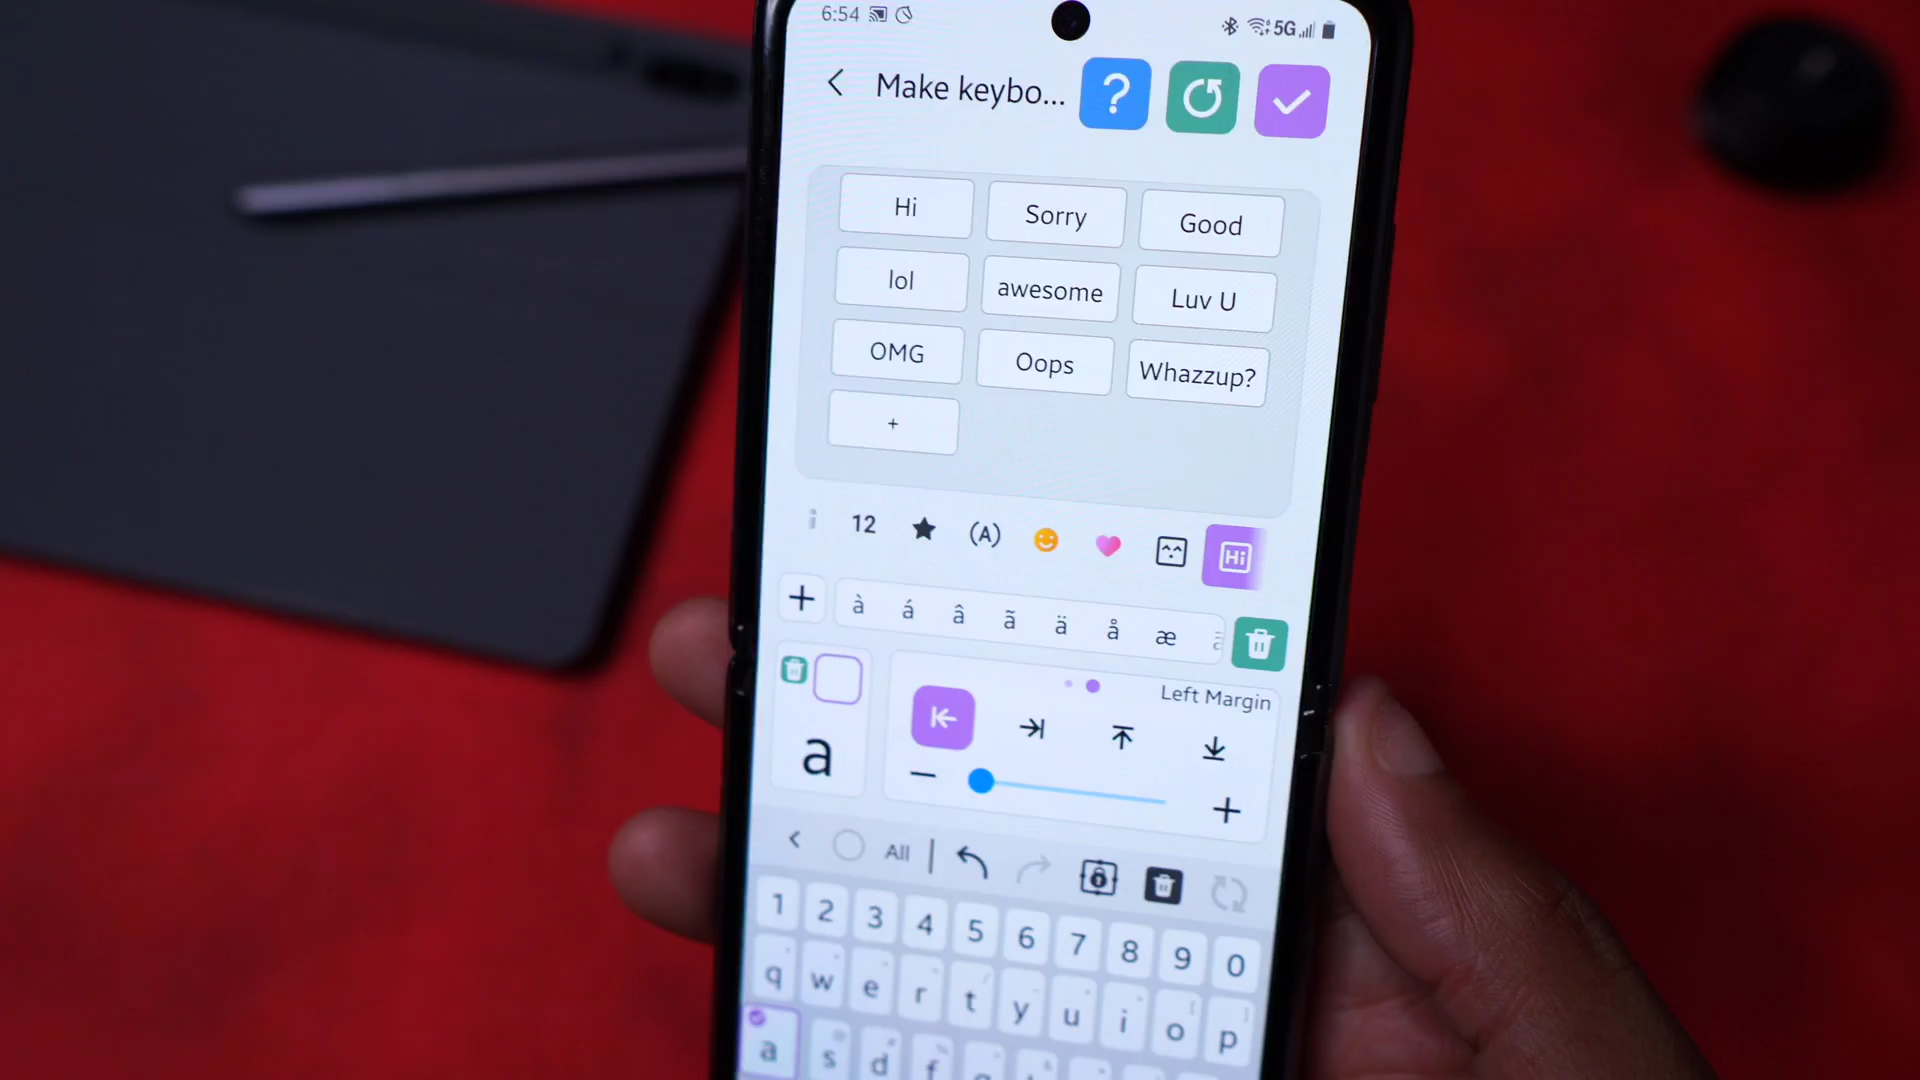 6:54 5G
Make keybo... ?
Hi Sorry Good
lol awesome Luv U
OMG Oops Whazzup?
+
12 (A) Hi
+ à á â ã ä å æ
Left Margin
a
− +
All
1 2 3 4 5 6 7 8 9 0
q w e r t y u i o p
a s d f